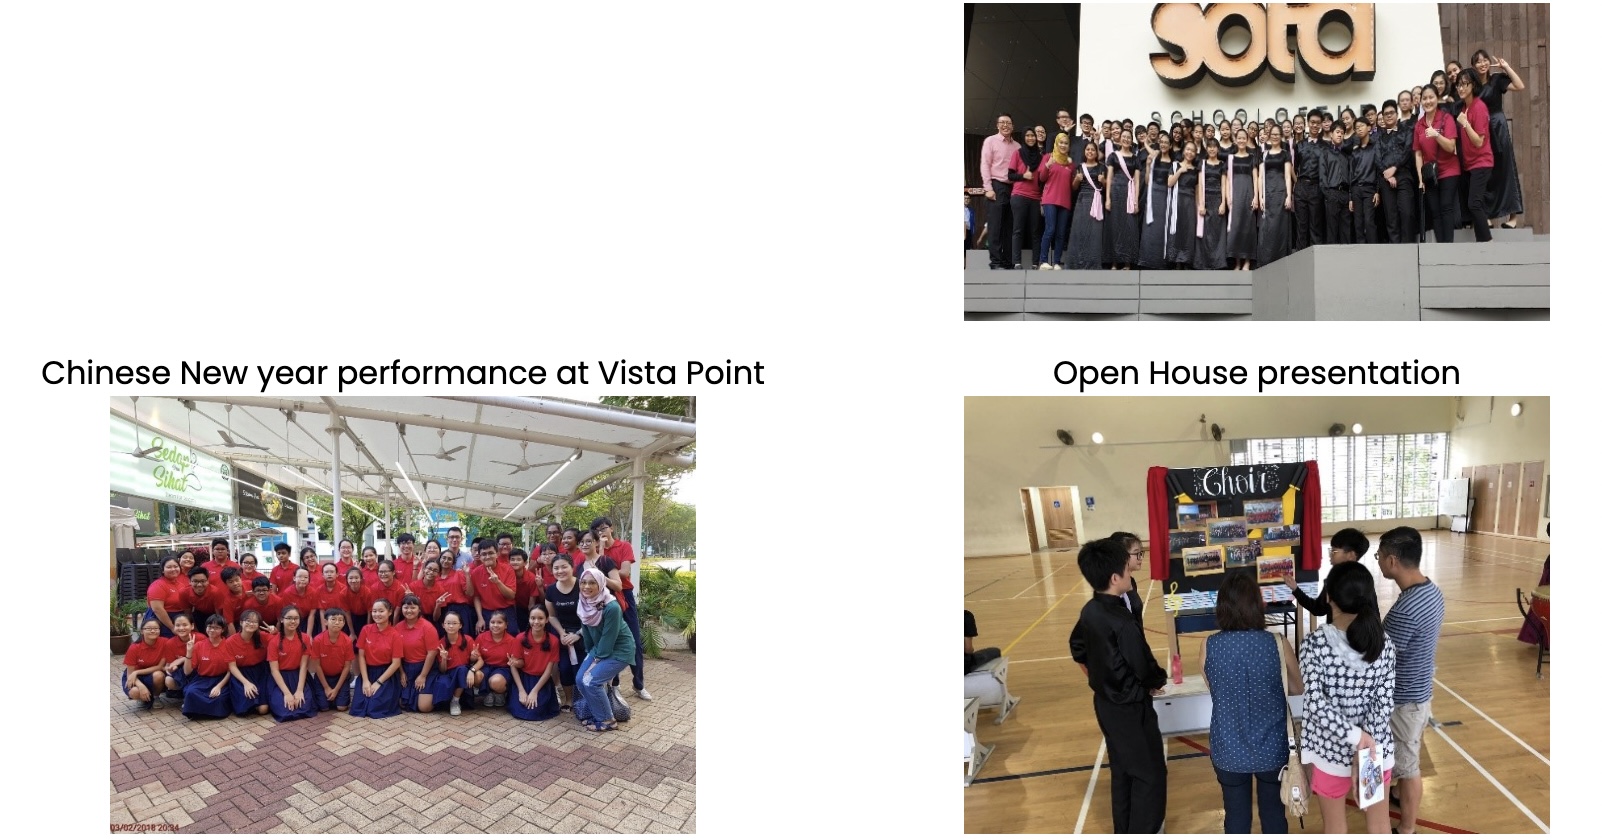 sota
SCHOOL OF THE
Chinese New year performance at Vista Point
Open House presentation
Sedap
Sihat
Choir
03/02/2018 20:34